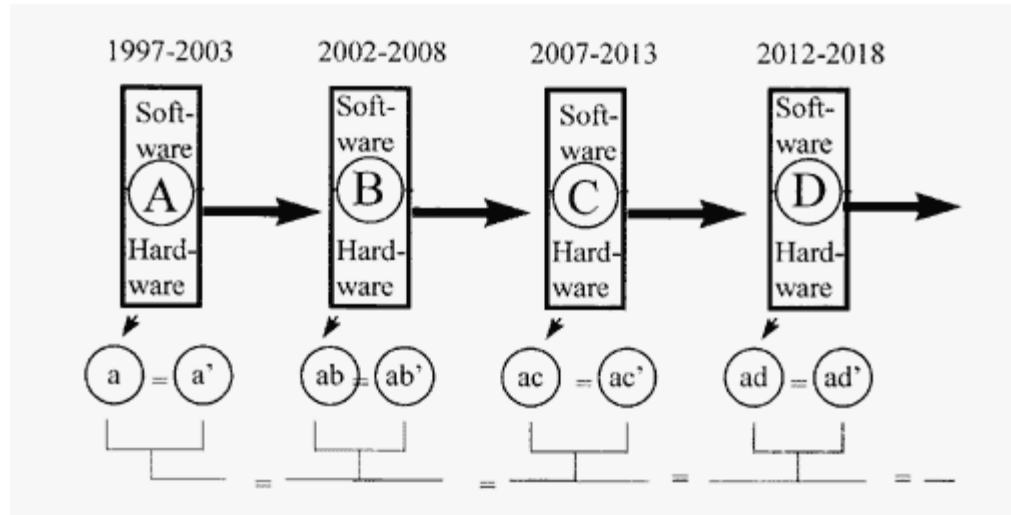 1997-2003 2002-2008 2007-2013 2012-2018
Soft- Soft- Soft- Soft-
ware ware ware ware
A B C D
Hard- Hard- Hard- Hard-
ware ware ware ware
a = a' ab = ab' ac = ac' ad = ad'
= = = =